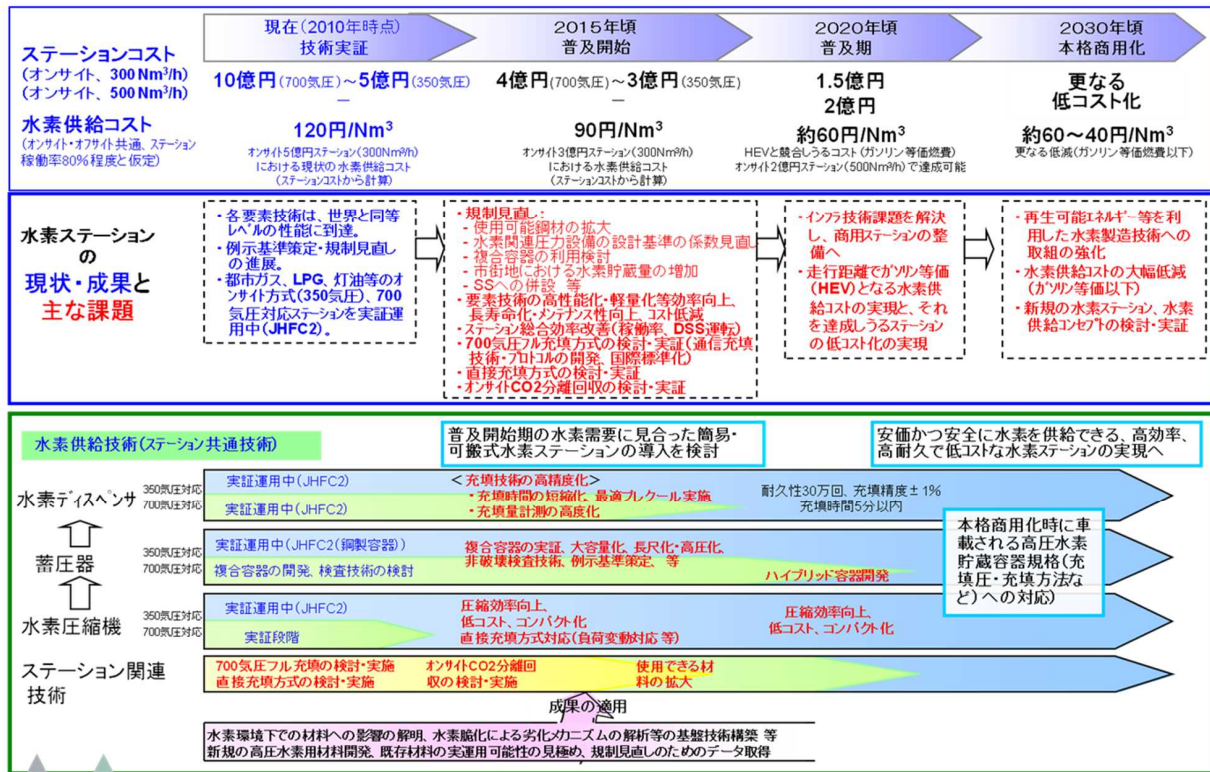 現在(2010年時点)
技術実証
2015年頃
普及開始
2020年頃
普及期
2030年頃
本格商用化
ステーションコスト
(オンサイト、300Nm³/h)
(オンサイト、500Nm³/h)
10億円(700気圧)～5億円(350気圧)
－
4億円(700気圧)～3億円(350気圧)
－
1.5億円
2億円
更なる
低コスト化
水素供給コスト
(オンサイト・オフサイト共通、ステーション
稼働率80%程度と仮定)
120円/Nm³
オンサイト5億円ステーション(300Nm³/h)
における現状の水素供給コスト
(ステーションコストから計算)
90円/Nm³
オンサイト3億円ステーション(300Nm³/h)
における水素供給コスト
(ステーションコストから計算)
約60円/Nm³
HEVと競合しうるコスト(ガソリン等価燃費)
オンサイト2億円ステーション(500Nm³/h)で達成可能
約60～40円/Nm³
更なる低減(ガソリン等価燃費以下)
水素ステーション
の
現状・成果と
主な課題
・各要素技術は、世界と同等
レベルの性能に到達。
・例示基準策定・規制見直し
の進展。
・都市ガス、LPG、灯油等のオ
ンサイト方式(350気圧)、700
気圧対応ステーションを実証運
用中(JHFC2)。
・規制見直し：
・使用可能鋼材の拡大
・水素関連圧力設備の設計基準の係数見直し
・複合容器の利用検討
・市街地における水素貯蔵量の増加
・SSへの併設 等
・要素技術の高性能化・軽量化等効率向上、
長寿命化・メンテナンス性向上、コスト低減
・ステーション総合効率改善(稼働率、DSS運転)
・700気圧フル充填方式の検討・実証(通信充填
技術・プロトコルの開発、国際標準化)
・直接充填方式の検討・実証
・オンサイトCO2分離回収の検討・実証
・インフラ技術課題を解決
し、商用ステーションの整
備へ
・走行距離でガソリン等価
(HEV)となる水素供
給コストの実現と、それ
を達成しうるステーション
の低コスト化の実現
・再生可能エネルギー等を利
用した水素製造技術への
取組の強化
・水素供給コストの大幅低減
(ガソリン等価以下)
・新規の水素ステーション、水素
供給コンセプトの検討・実証
水素供給技術(ステーション共通技術)
普及開始期の水素需要に見合った簡易・
可搬式水素ステーションの導入を検討
安価かつ安全に水素を供給できる、高効率、
高耐久で低コストな水素ステーションの実現へ
水素ディスペンサ
350気圧対応
700気圧対応
実証運用中(JHFC2)
実証運用中(JHFC2)
＜充填技術の高精度化＞
・充填時間の短縮化、最適プレクール実施
・充填量計測の高度化
耐久性30万回、充填精度±1%
充填時間5分以内
本格商用化時に車
載される高圧水素
貯蔵容器規格(充
填圧・充填方法な
ど)への対応)
蓄圧器
350気圧対応
700気圧対応
実証運用中(JHFC2(鋼製容器))
複合容器の開発、検査技術の検討
複合容器の実証、大容量化、長尺化・高圧化、
非破壊検査技術、例示基準策定、等
ハイブリッド容器開発
水素圧縮機
350気圧対応
700気圧対応
実証運用中(JHFC2)
実証段階
圧縮効率向上、
低コスト、コンパクト化
直接充填方式対応(負荷変動対応 等)
圧縮効率向上、
低コスト、コンパクト化
ステーション関連
技術
700気圧フル充填の検討・実施
直接充填方式の検討・実施
オンサイトCO2分離回
収の検討・実施
使用できる材
料の拡大
成果の適用
水素環境下での材料への影響の解明、水素脆化による劣化メカニズムの解析等の基盤技術構築 等
新規の高圧水素用材料開発、既存材料の実運用可能性の見極め、規制見直しのためのデータ取得